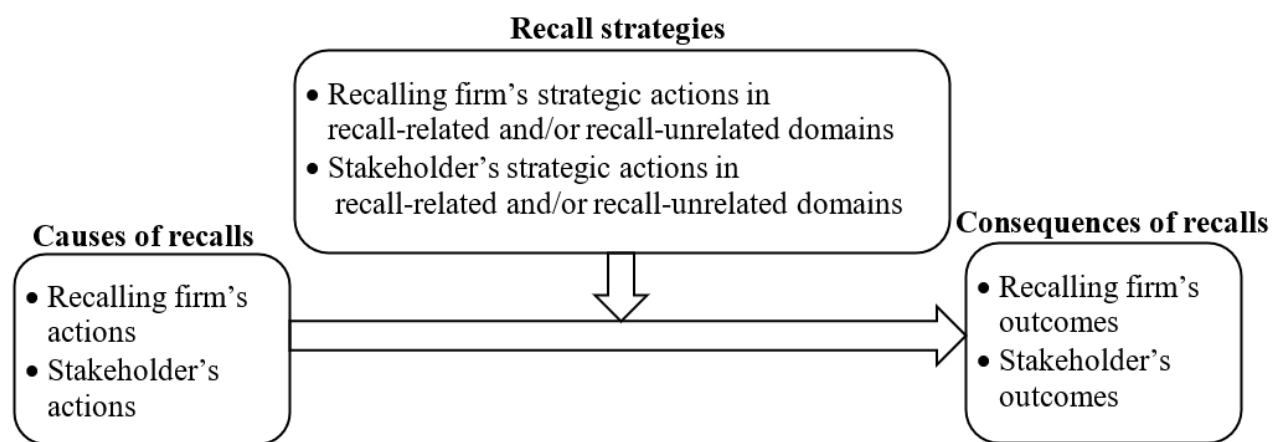 Recall strategies
• Recalling firm’s strategic actions in
recall-related and/or recall-unrelated domains
• Stakeholder’s strategic actions in
recall-related and/or recall-unrelated domains
Causes of recalls
• Recalling firm’s
actions
• Stakeholder’s
actions
Consequences of recalls
• Recalling firm’s
outcomes
• Stakeholder’s
outcomes